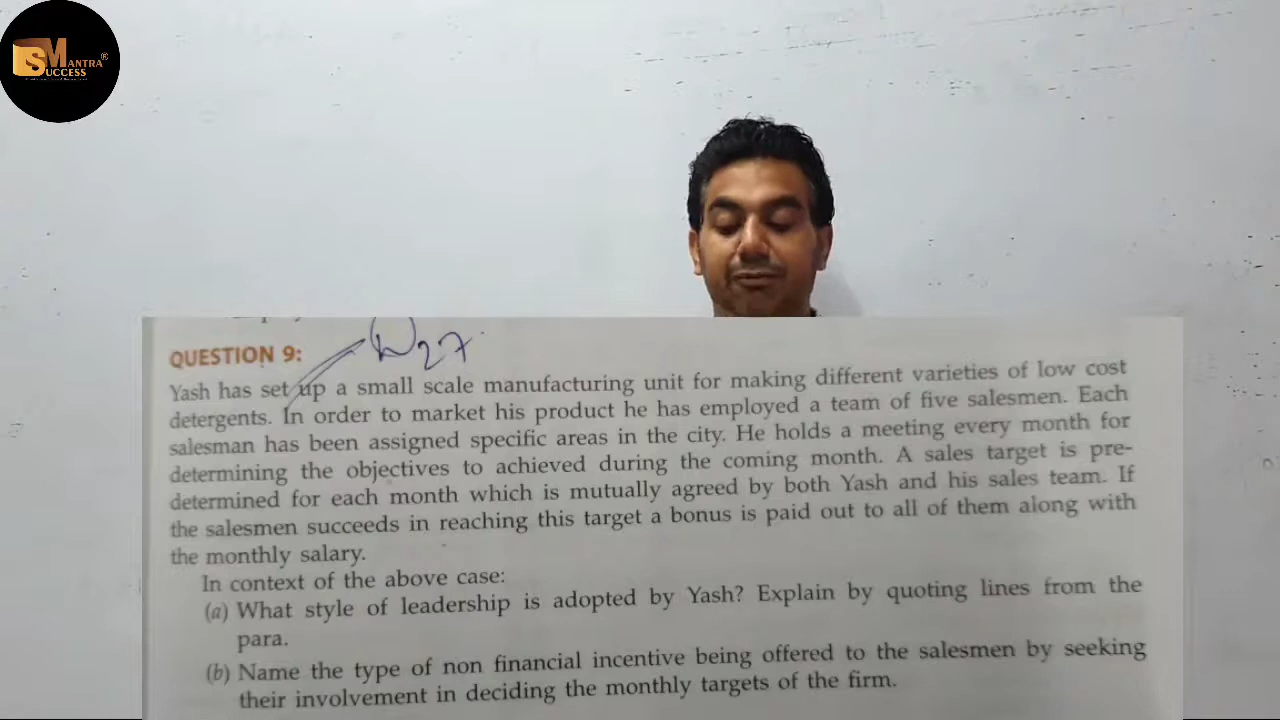 MANTRA®
SUCCESS
27
QUESTION 9:
Yash has set up a small scale manufacturing unit for making different varieties of low cost
detergents. In order to market his product he has employed a team of five salesmen. Each
salesman has been assigned specific areas in the city. He holds a meeting every month for
determining the objectives to achieved during the coming month. A sales target is pre-
determined for each month which is mutually agreed by both Yash and his sales team. If
the salesmen succeeds in reaching this target a bonus is paid out to all of them along with
the monthly salary.
In context of the above case:
(a) What style of leadership is adopted by Yash? Explain by quoting lines from the
para.
(b) Name the type of non financial incentive being offered to the salesmen by seeking
their involvement in deciding the monthly targets of the firm.